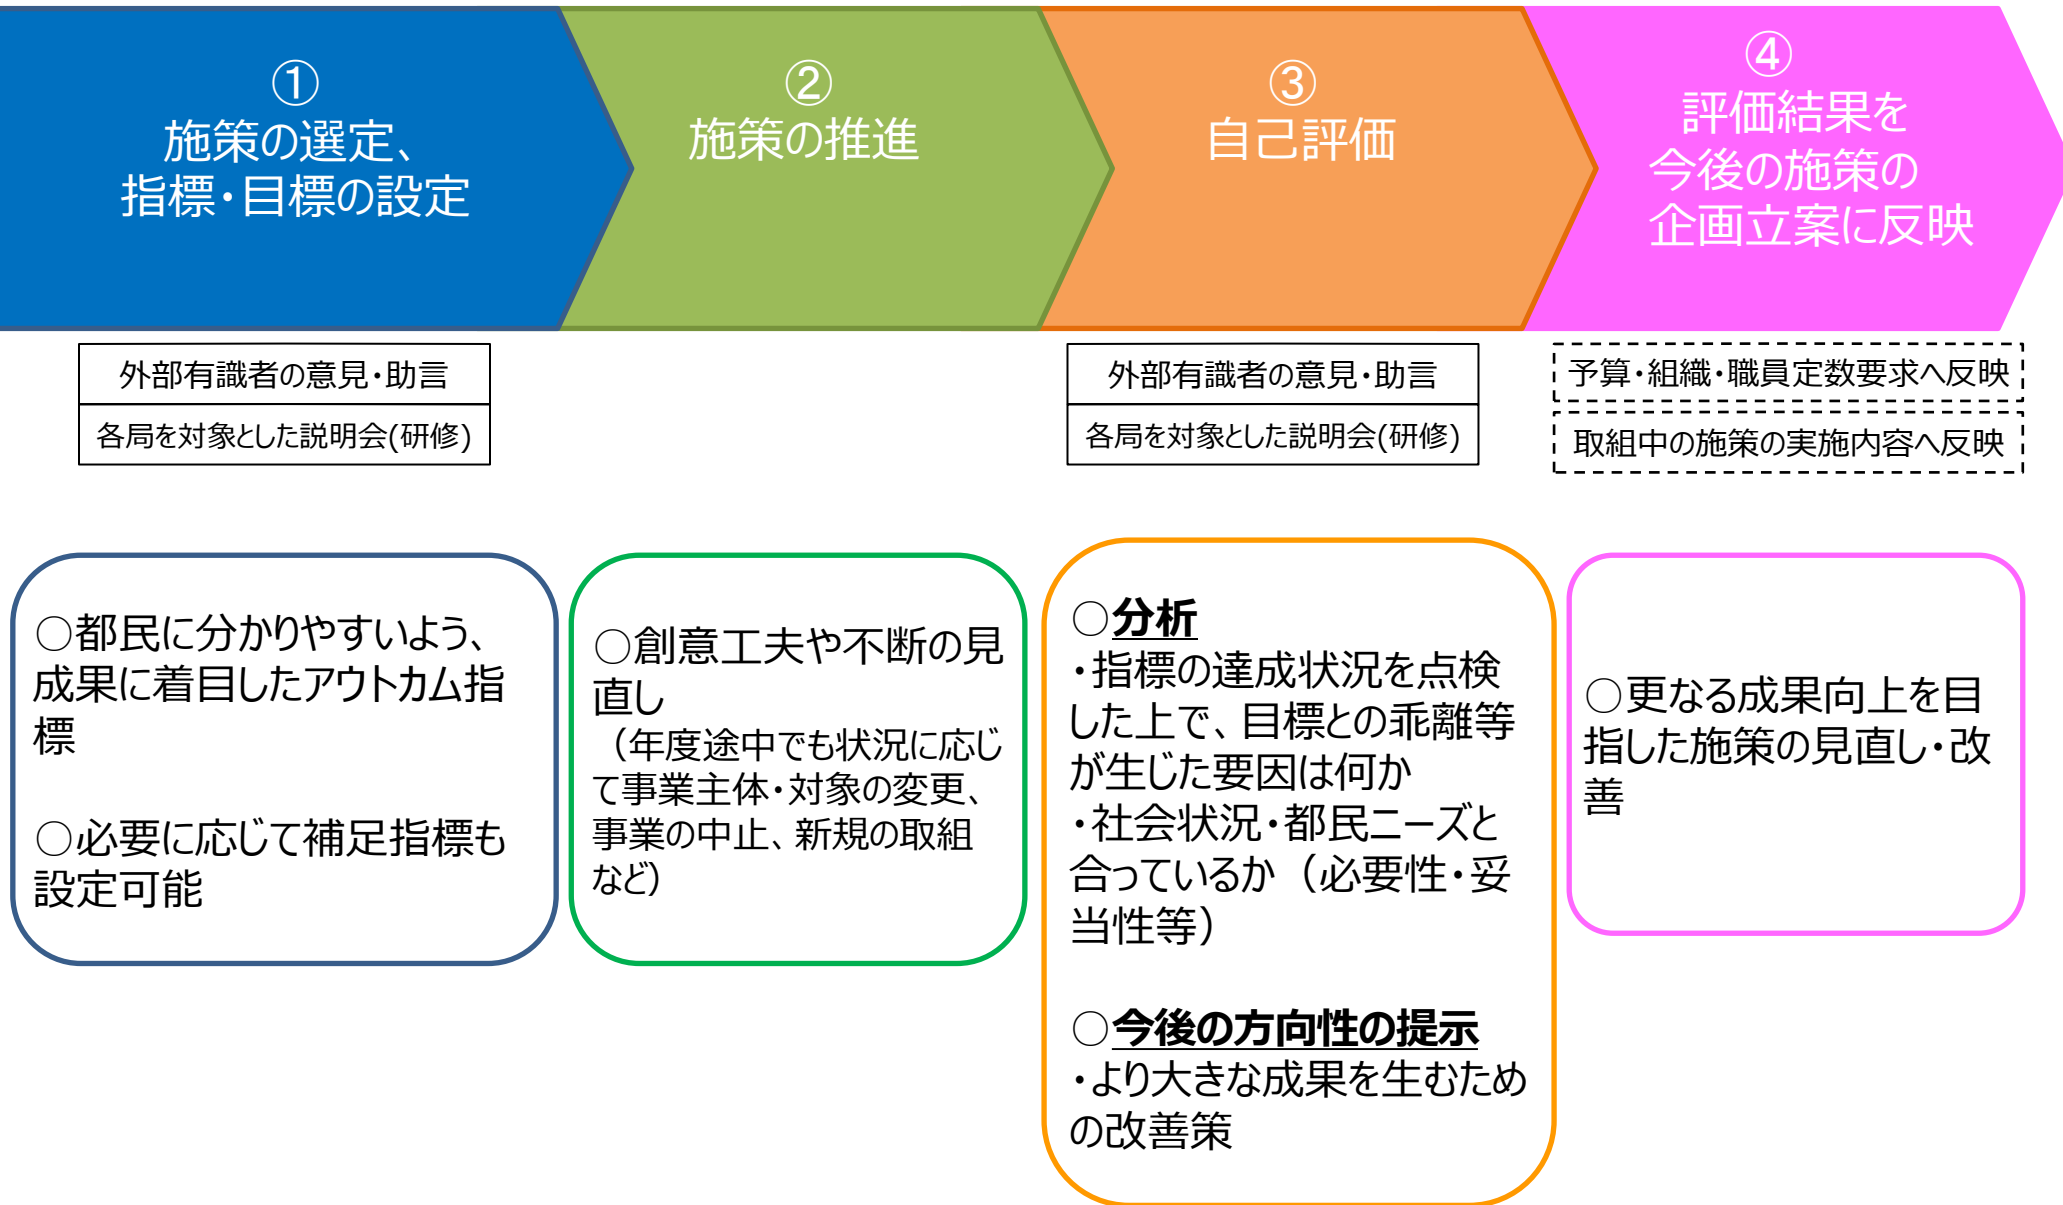 ①
施策の選定、
指標・目標の設定
②
施策の推進
③
自己評価
④
評価結果を
今後の施策の
企画立案に反映
外部有識者の意見・助言
各局を対象とした説明会(研修)
外部有識者の意見・助言
各局を対象とした説明会(研修)
予算・組織・職員定数要求へ反映
取組中の施策の実施内容へ反映
○都民に分かりやすいよう、
成果に着目したアウトカム指
標
○必要に応じて補足指標も
設定可能
○創意工夫や不断の見
直し
（年度途中でも状況に応じ
て事業主体・対象の変更、
事業の中止、新規の取組
など）
○分析
・指標の達成状況を点検
した上で、目標との乖離等
が生じた要因は何か
・社会状況・都民ニーズと
合っているか（必要性・妥
当性等）
○今後の方向性の提示
・より大きな成果を生むため
の改善策
○更なる成果向上を目
指した施策の見直し・改
善